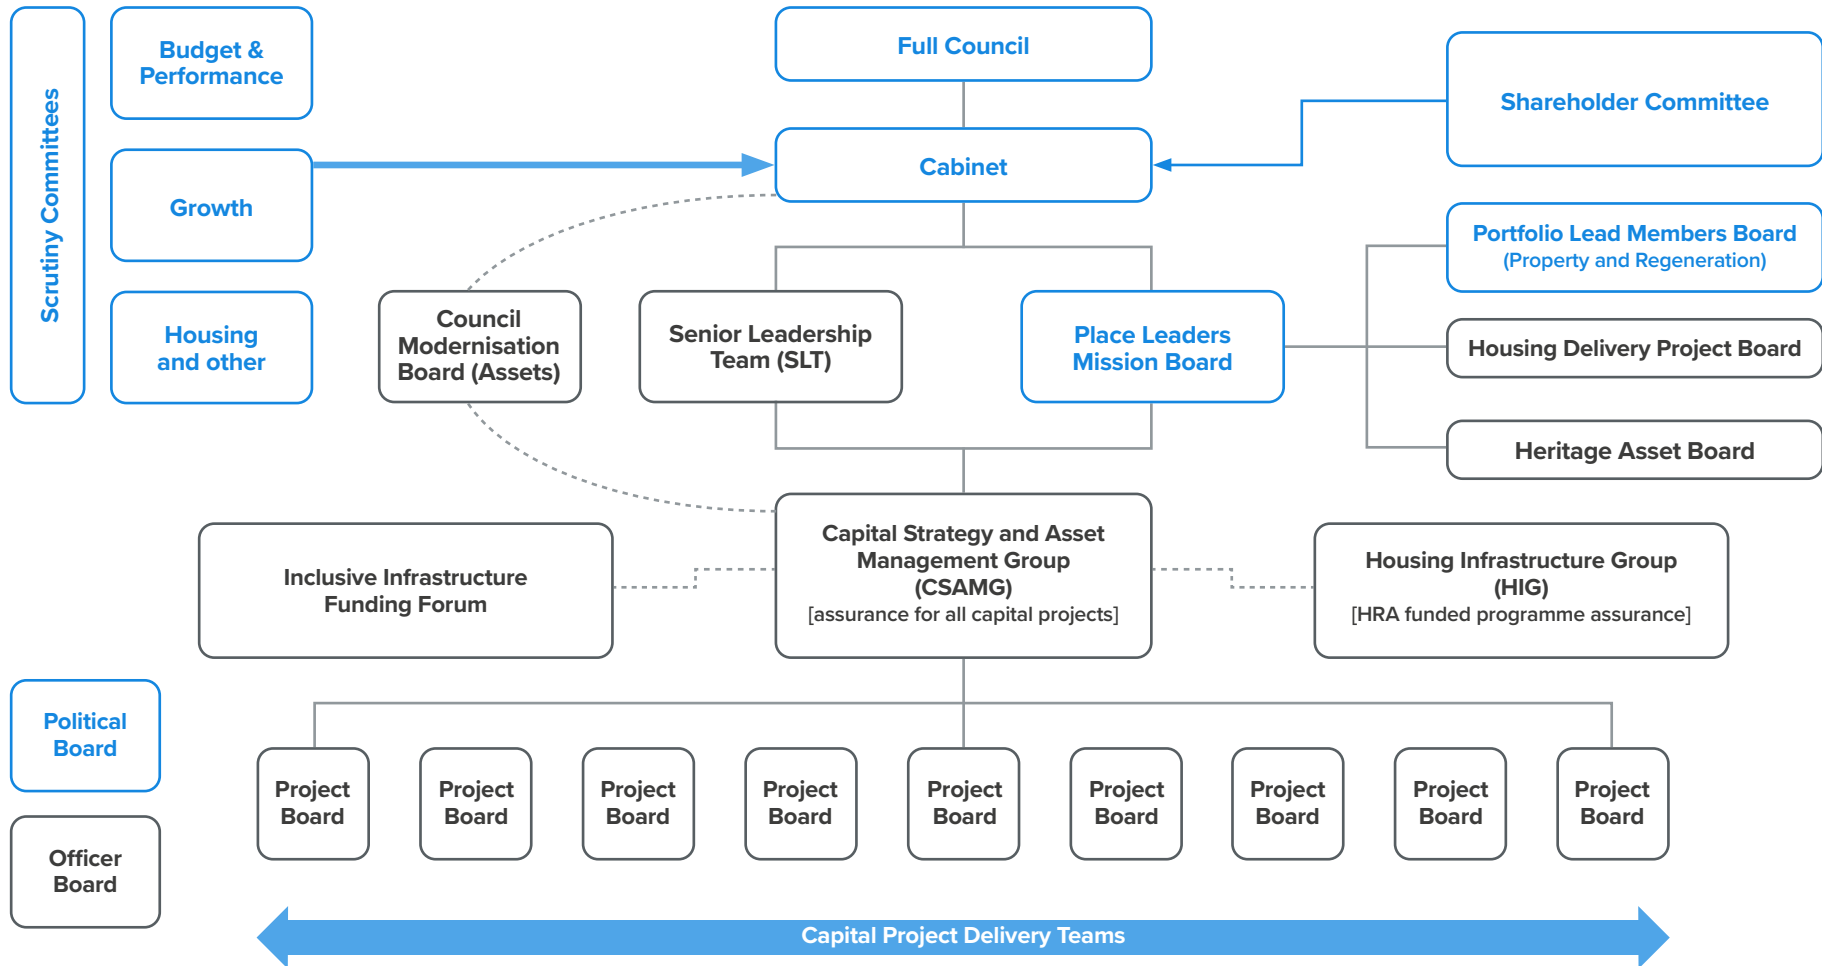 Scrutiny Committees
Budget &
Performance
Growth
Housing
and other
Full Council
Cabinet
Shareholder Committee
Portfolio Lead Members Board
(Property and Regeneration)
Housing Delivery Project Board
Heritage Asset Board
Council
Modernisation
Board (Assets)
Senior Leadership
Team (SLT)
Place Leaders
Mission Board
Inclusive Infrastructure
Funding Forum
Capital Strategy and Asset
Management Group
(CSAMG)
[assurance for all capital projects]
Housing Infrastructure Group
(HIG)
[HRA funded programme assurance]
Political
Board
Officer
Board
Project
Board
Project
Board
Project
Board
Project
Board
Project
Board
Project
Board
Project
Board
Project
Board
Project
Board
Capital Project Delivery Teams